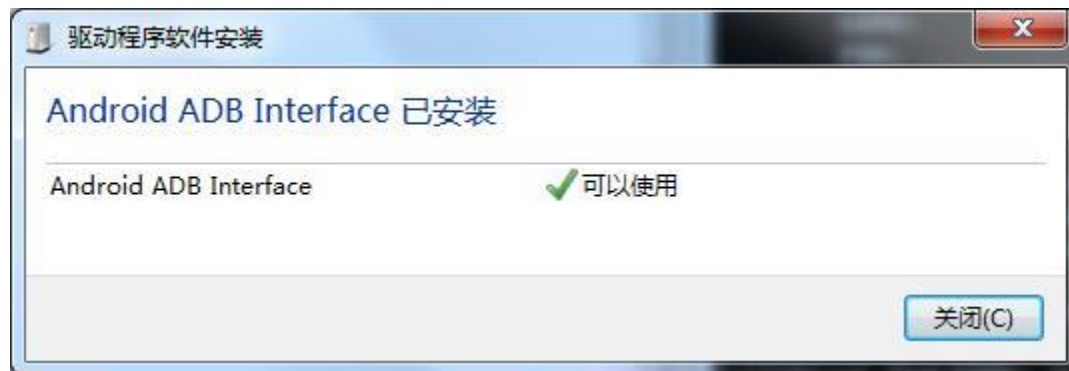 驱动程序软件安装
Android ADB Interface 已安装
Android ADB Interface 可以使用
关闭(C)